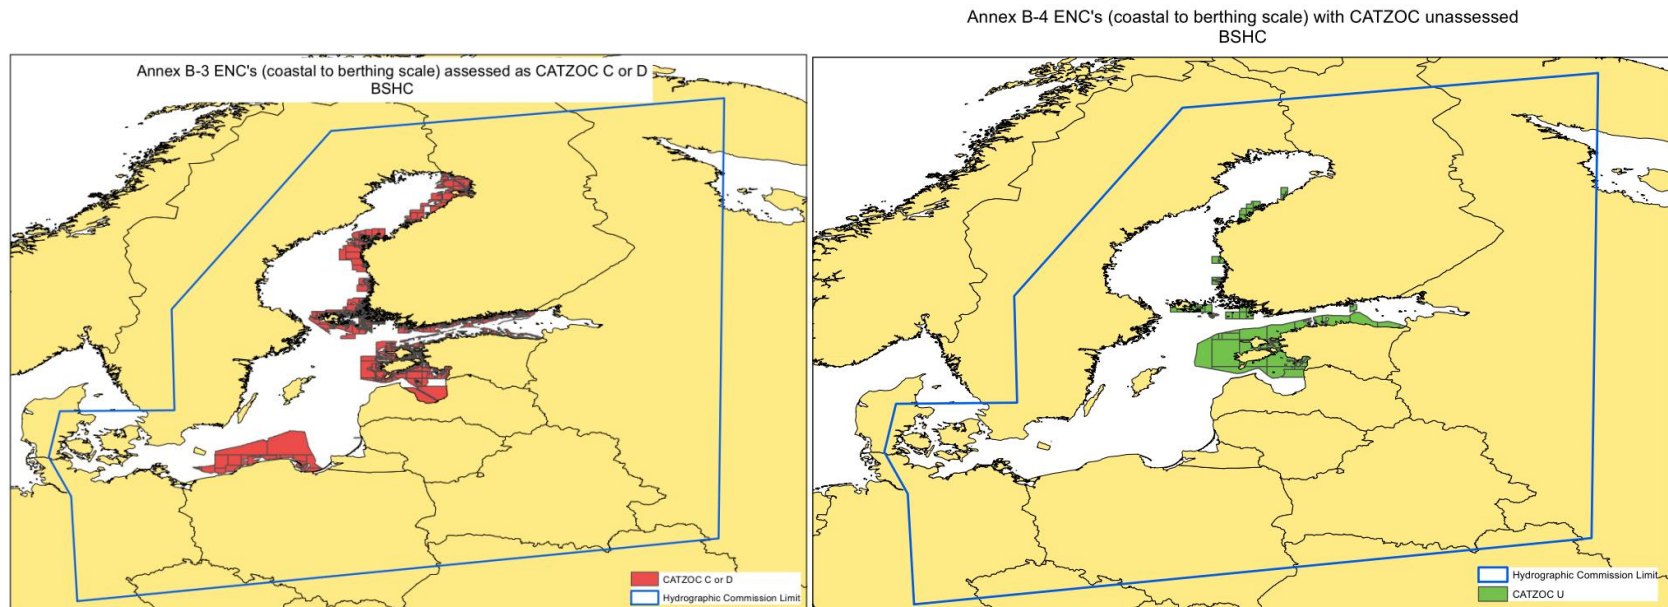 Annex B-3 ENC's (coastal to berthing scale) assessed as CATZOC C or D
BSHC
CATZOC C or D
Hydrographic Commission Limit
Annex B-4 ENC's (coastal to berthing scale) with CATZOC unassessed
BSHC
Hydrographic Commission Limit
CATZOC U